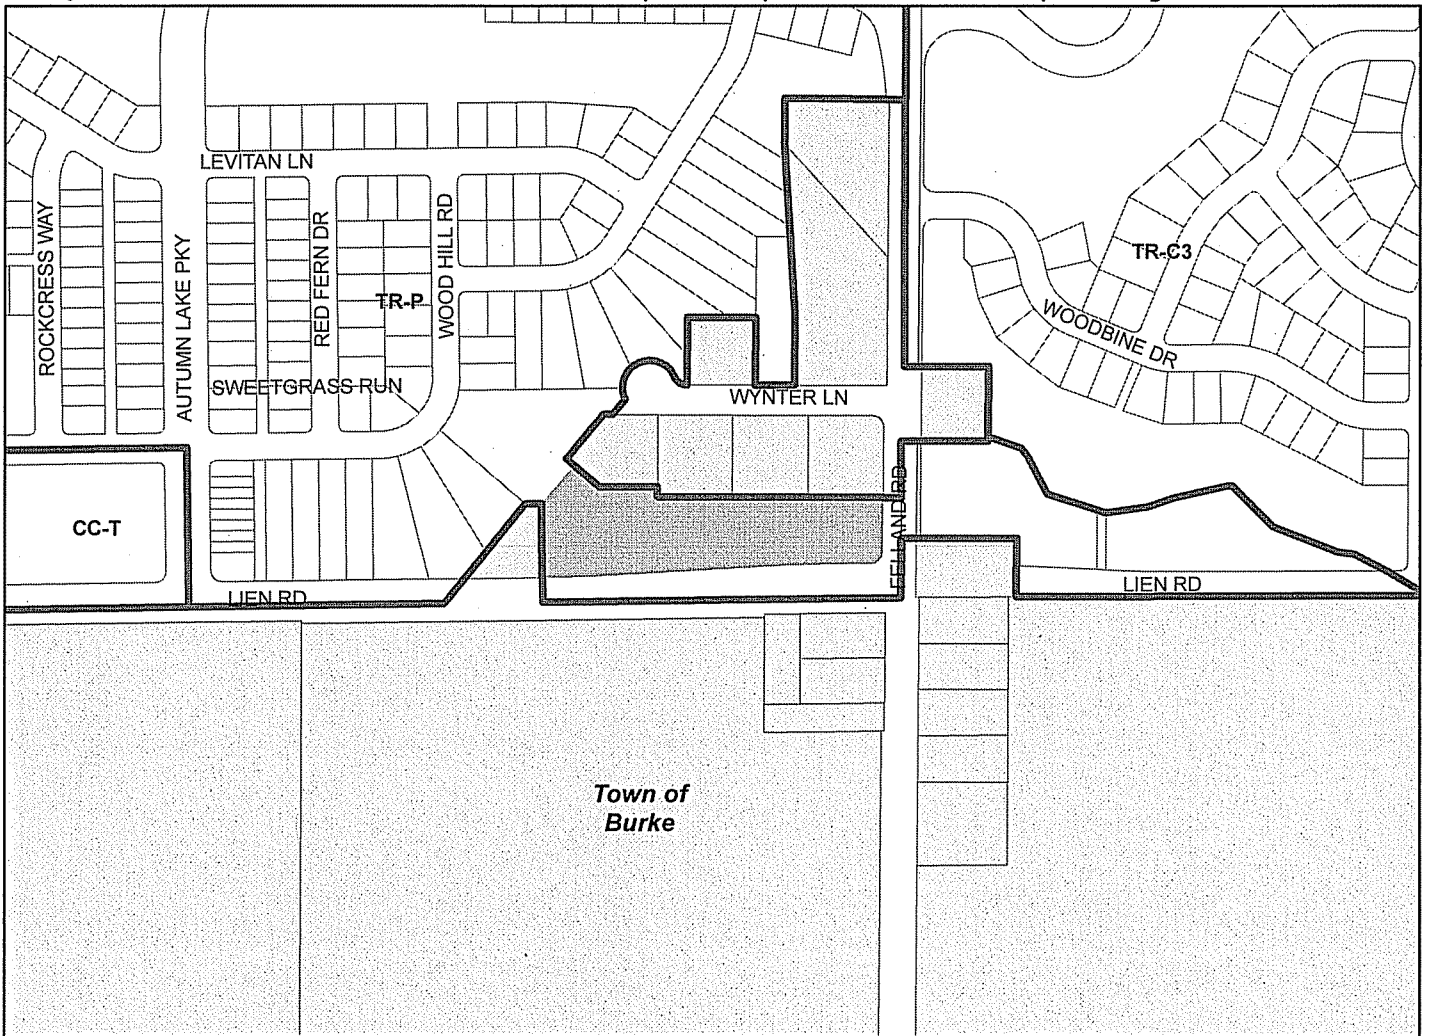 LEVITAN LN
ROCKCRESS WAY
AUTUMN LAKE PKY
RED FERN DR
WOOD HILL RD
TR-P
TR-C3
WOODBINE DR
SWEETGRASS RUN
WYNTER LN
FELLAND RD
CC-T
LIEN RD
LIEN RD
Town of
Burke